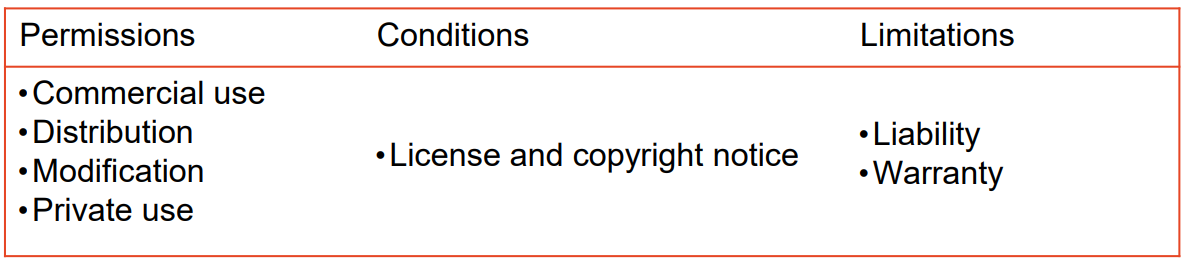 Permissions
Conditions
Limitations
•Commercial use
•Distribution
•Modification
•Private use
•License and copyright notice
•Liability
•Warranty